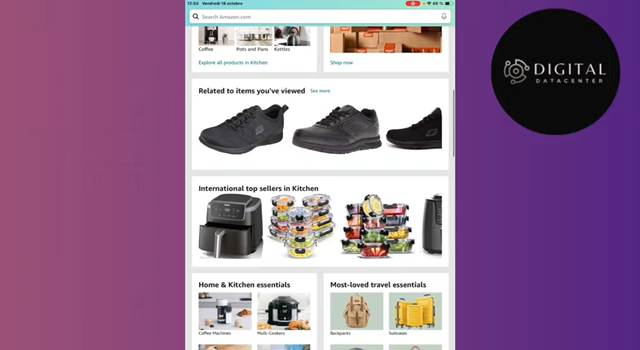 12:54 Vendredi 18 octobre
60 %
Search Amazon.com
Coffee
Pots and Pans
Kettles
Explore all products in Kitchen
Shop now
Related to items you've viewed See more
International top sellers in Kitchen
Home & Kitchen essentials
Most-loved travel essentials
Coffee Machines
Multi-Cookers
Backpacks
Suitcases
DIGITAL
DATACENTER